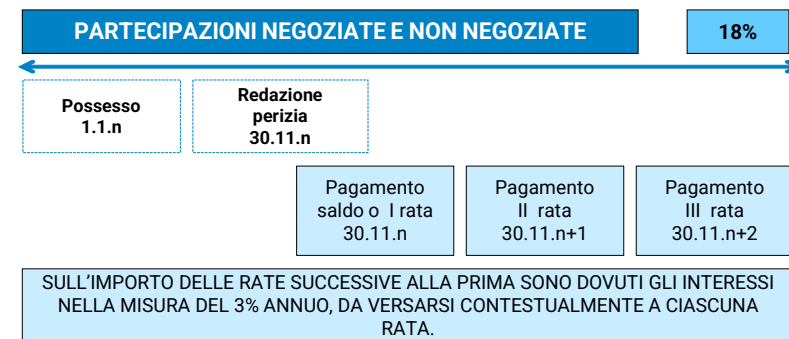 PARTECIPAZIONI NEGOZIATE E NON NEGOZIATE
18%
Possesso
1.1.n
Redazione
perizia
30.11.n
Pagamento
saldo o I rata
30.11.n
Pagamento
II rata
30.11.n+1
Pagamento
III rata
30.11.n+2
SULL'IMPORTO DELLE RATE SUCCESSIVE ALLA PRIMA SONO DOVUTI GLI INTERESSI
NELLA MISURA DEL 3% ANNUO, DA VERSARSI CONTESTUALMENTE A CIASCUNA
RATA.